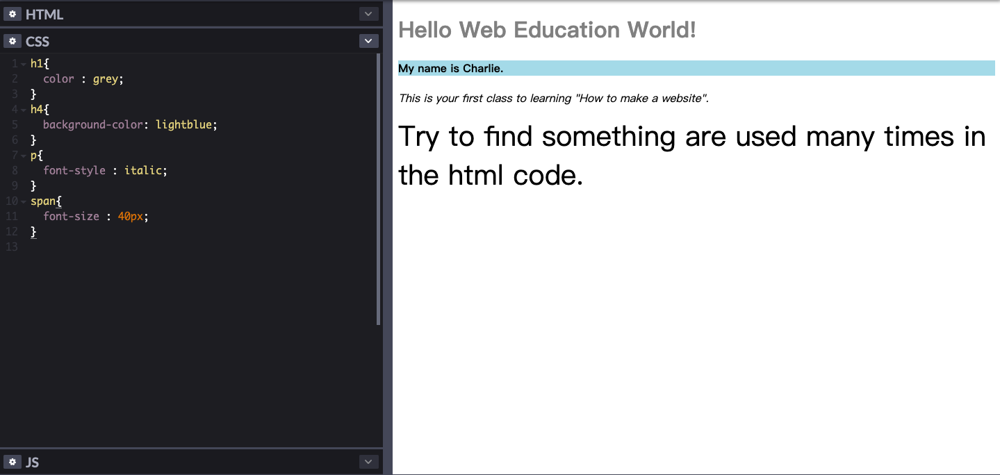 HTML
CSS
1 h1{
2 color : grey;
3 }
4 h4{
5 background-color: lightblue;
6 }
7 p{
8 font-style : italic;
9 }
10 span{
11 font-size : 40px;
12 }
13
JS
Hello Web Education World!
My name is Charlie.
This is your first class to learning "How to make a website".
Try to find something are used many times in
the html code.